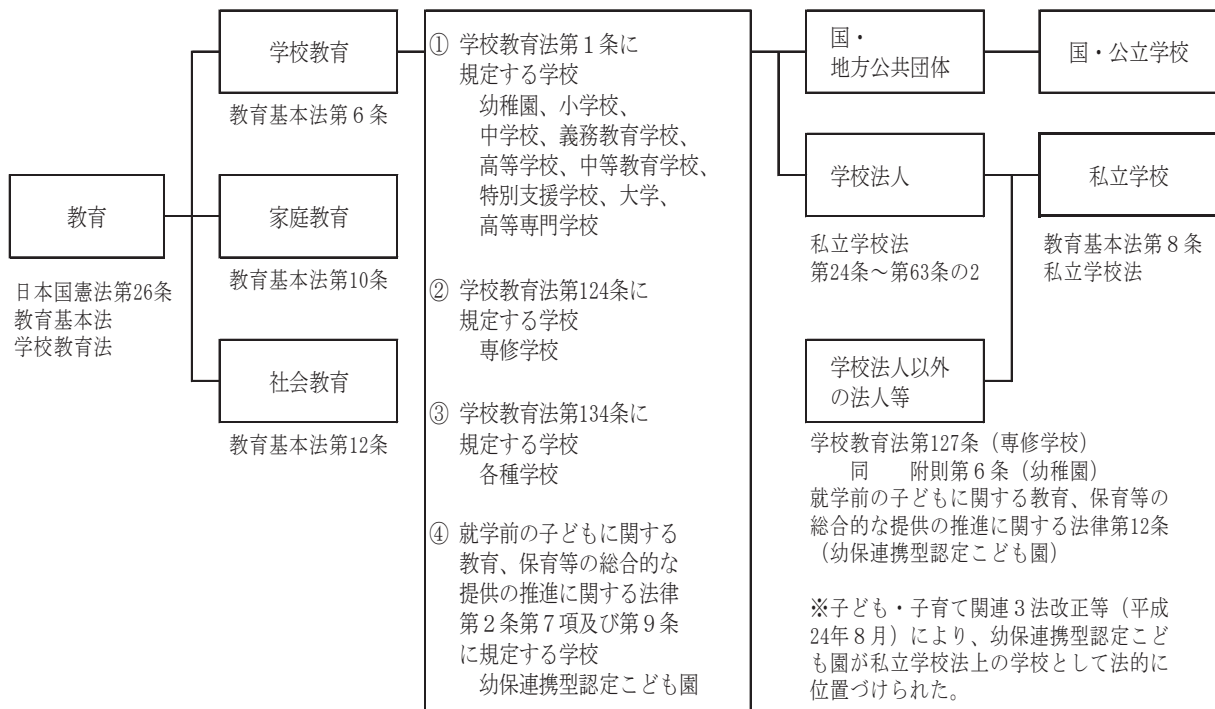 教育
日本国憲法第26条
教育基本法
学校教育法
学校教育
教育基本法第６条
家庭教育
教育基本法第10条
社会教育
教育基本法第12条
① 学校教育法第１条に
規定する学校
幼稚園、小学校、
中学校、義務教育学校、
高等学校、中等教育学校、
特別支援学校、大学、
高等専門学校
② 学校教育法第124条に
規定する学校
専修学校
③ 学校教育法第134条に
規定する学校
各種学校
④ 就学前の子どもに関する
教育、保育等の総合的な
提供の推進に関する法律
第２条第７項及び第９条
に規定する学校
幼保連携型認定こども園
国・
地方公共団体
国・公立学校
学校法人
私立学校法
第24条～第63条の2
私立学校
教育基本法第８条
私立学校法
学校法人以外
の法人等
学校教育法第127条（専修学校）
同　　附則第６条（幼稚園）
就学前の子どもに関する教育、保育等の
総合的な提供の推進に関する法律第12条
（幼保連携型認定こども園）
※子ども・子育て関連３法改正等（平成
24年８月）により、幼保連携型認定こど
も園が私立学校法上の学校として法的に
位置づけられた。